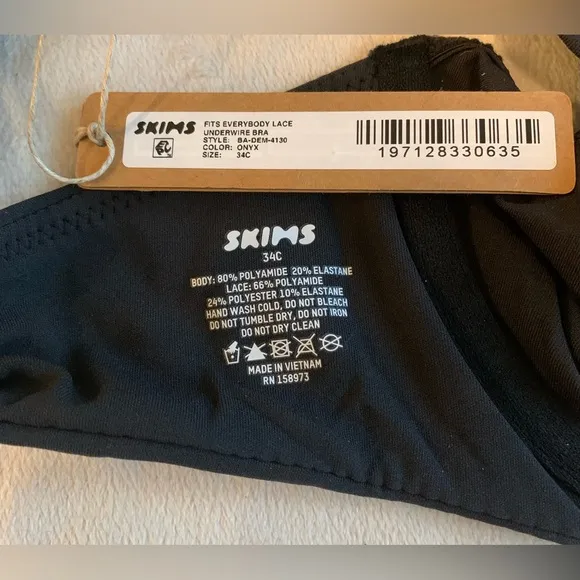 SKIMS
FITS EVERYBODY LACE
UNDERWIRE BRA
STYLE: BA-DEM-4130
COLOR: ONYX
SIZE: 34C
197128330635
SKIMS
34C
BODY: 80% POLYAMIDE 20% ELASTANE
LACE: 66% POLYAMIDE
24% POLYESTER 10% ELASTANE
HAND WASH COLD, DO NOT BLEACH
DO NOT TUMBLE DRY, DO NOT IRON
DO NOT DRY CLEAN
MADE IN VIETNAM
RN 158973